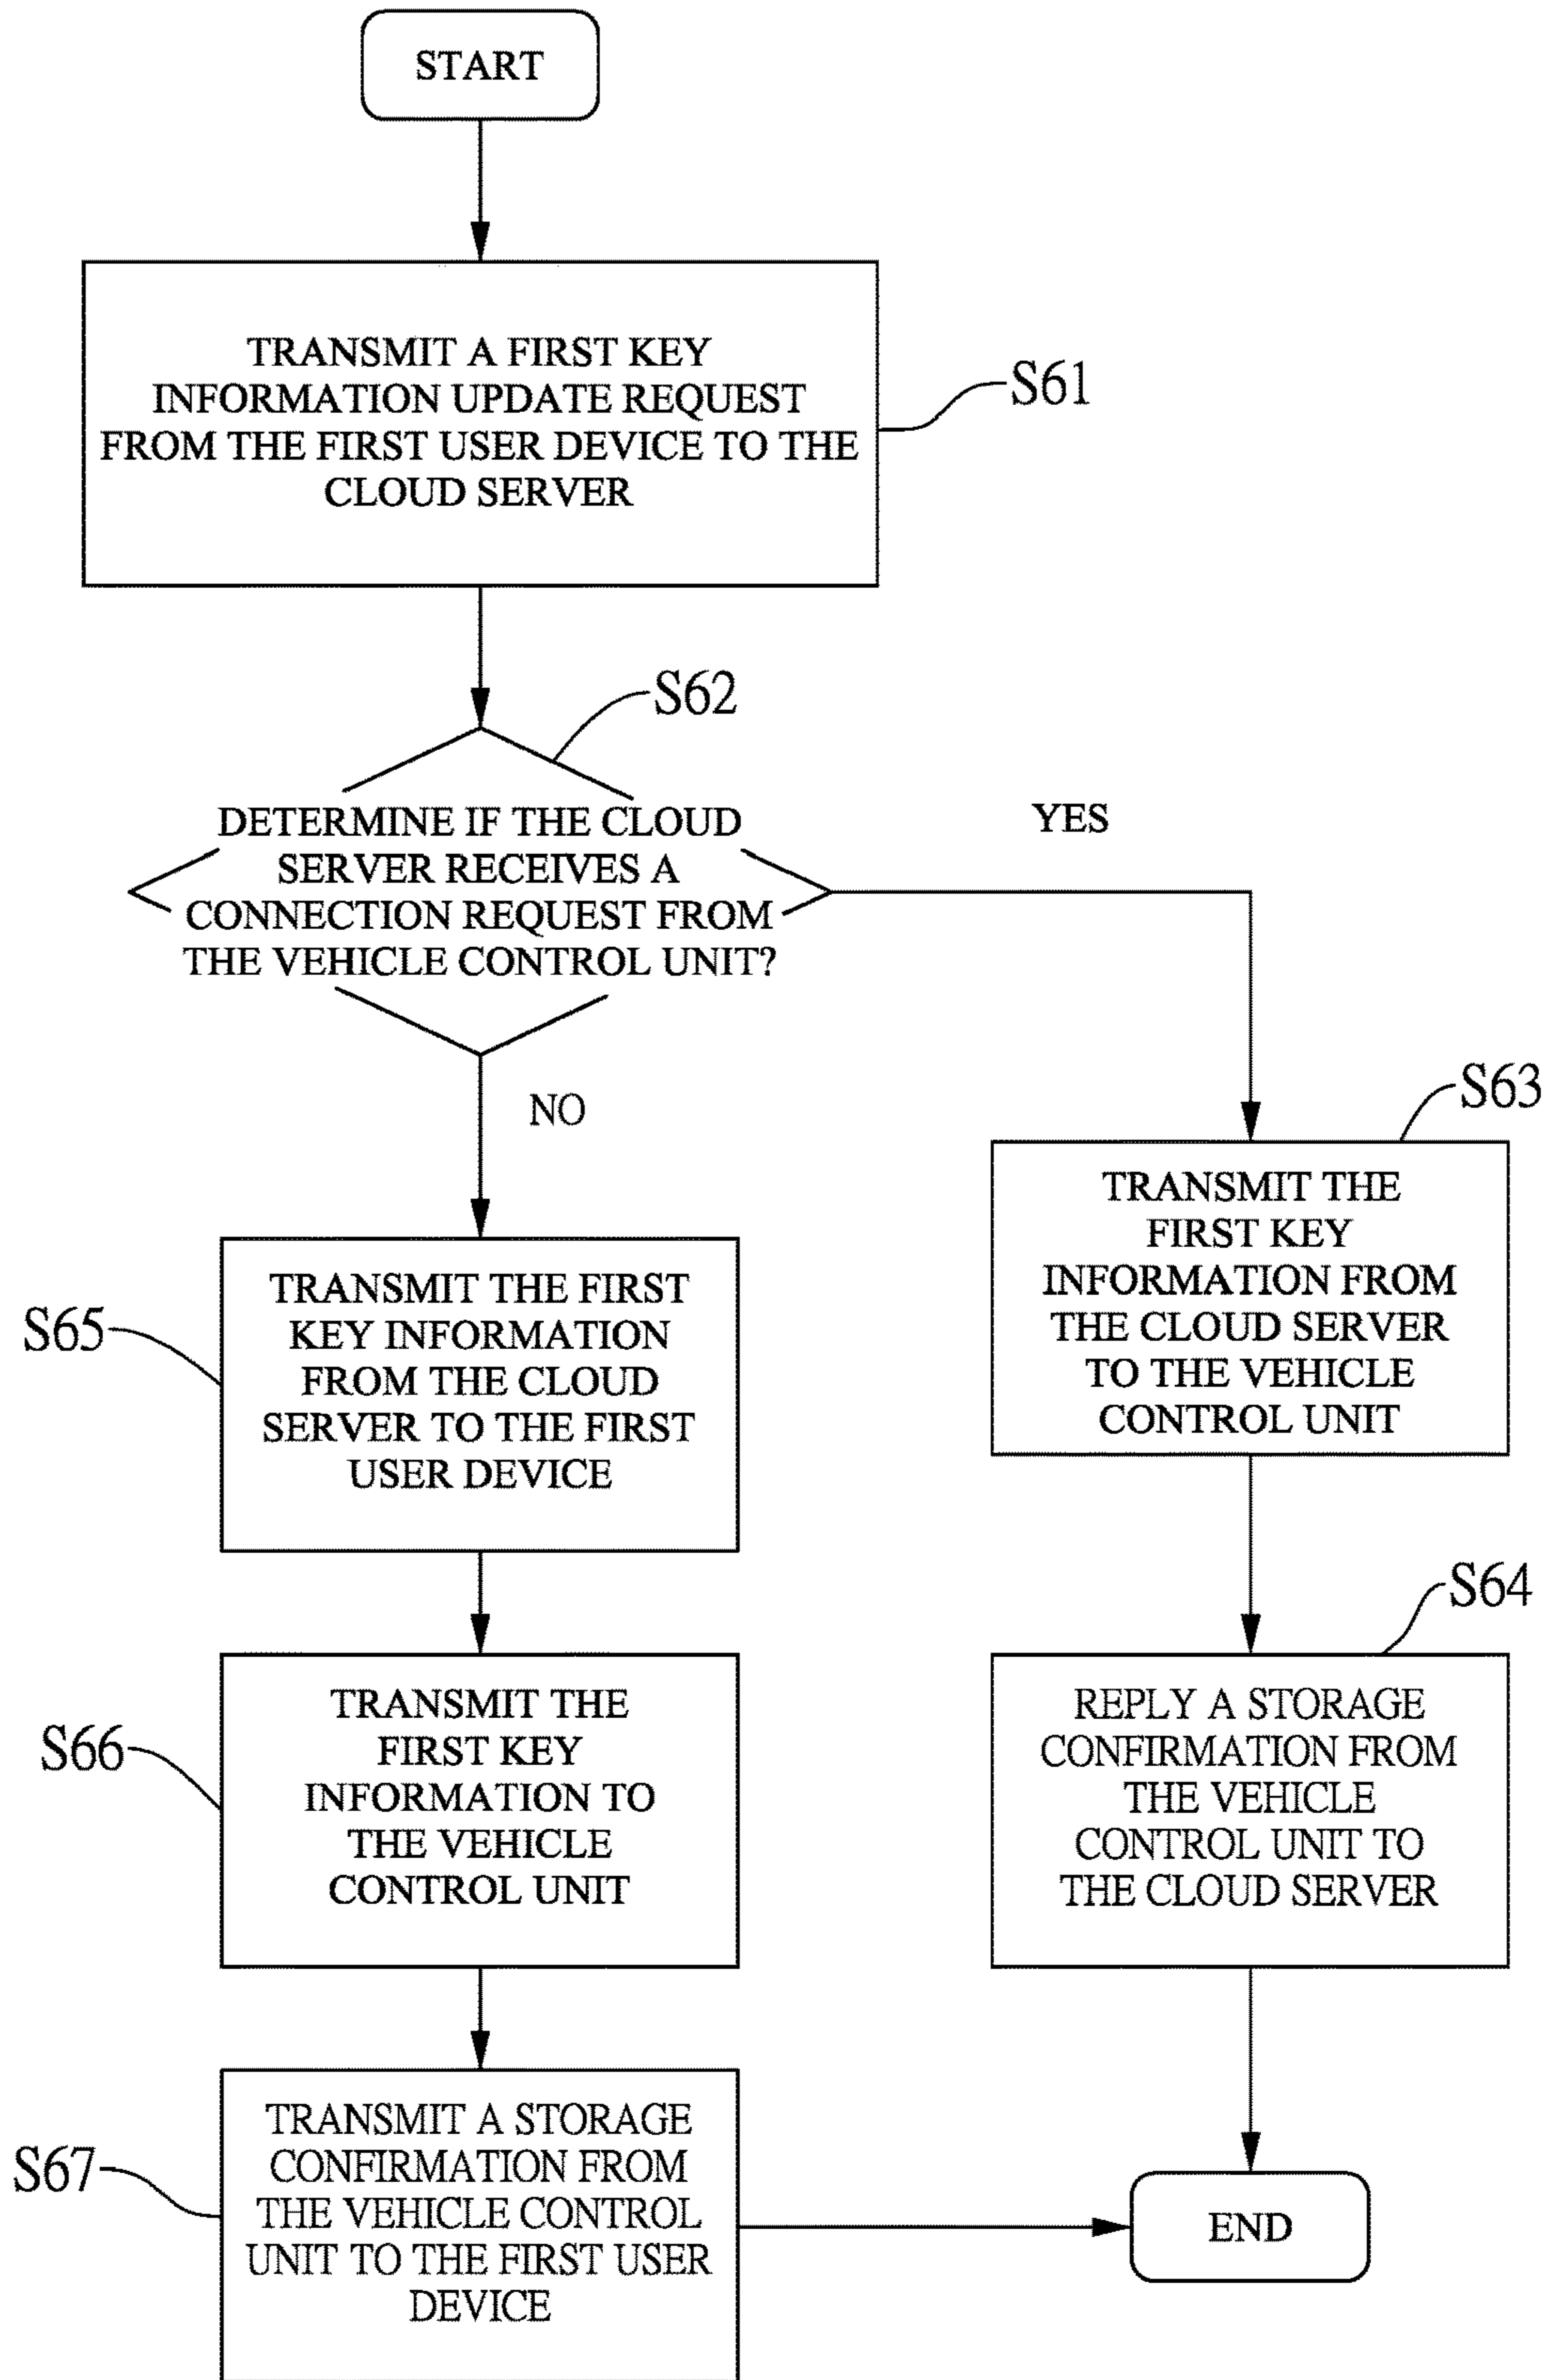 START
TRANSMIT A FIRST KEY
INFORMATION UPDATE REQUEST
FROM THE FIRST USER DEVICE TO THE
CLOUD SERVER
S61
S62
DETERMINE IF THE CLOUD
SERVER RECEIVES A
CONNECTION REQUEST FROM
THE VEHICLE CONTROL UNIT?
YES
NO
S63
TRANSMIT THE
FIRST KEY
INFORMATION FROM
THE CLOUD SERVER
TO THE VEHICLE
CONTROL UNIT
S65
TRANSMIT THE FIRST
KEY INFORMATION
FROM THE CLOUD
SERVER TO THE FIRST
USER DEVICE
S64
REPLY A STORAGE
CONFIRMATION FROM
THE VEHICLE
CONTROL UNIT TO
THE CLOUD SERVER
S66
TRANSMIT THE
FIRST KEY
INFORMATION TO
THE VEHICLE
CONTROL UNIT
S67
TRANSMIT A STORAGE
CONFIRMATION FROM
THE VEHICLE CONTROL
UNIT TO THE FIRST USER
DEVICE
END